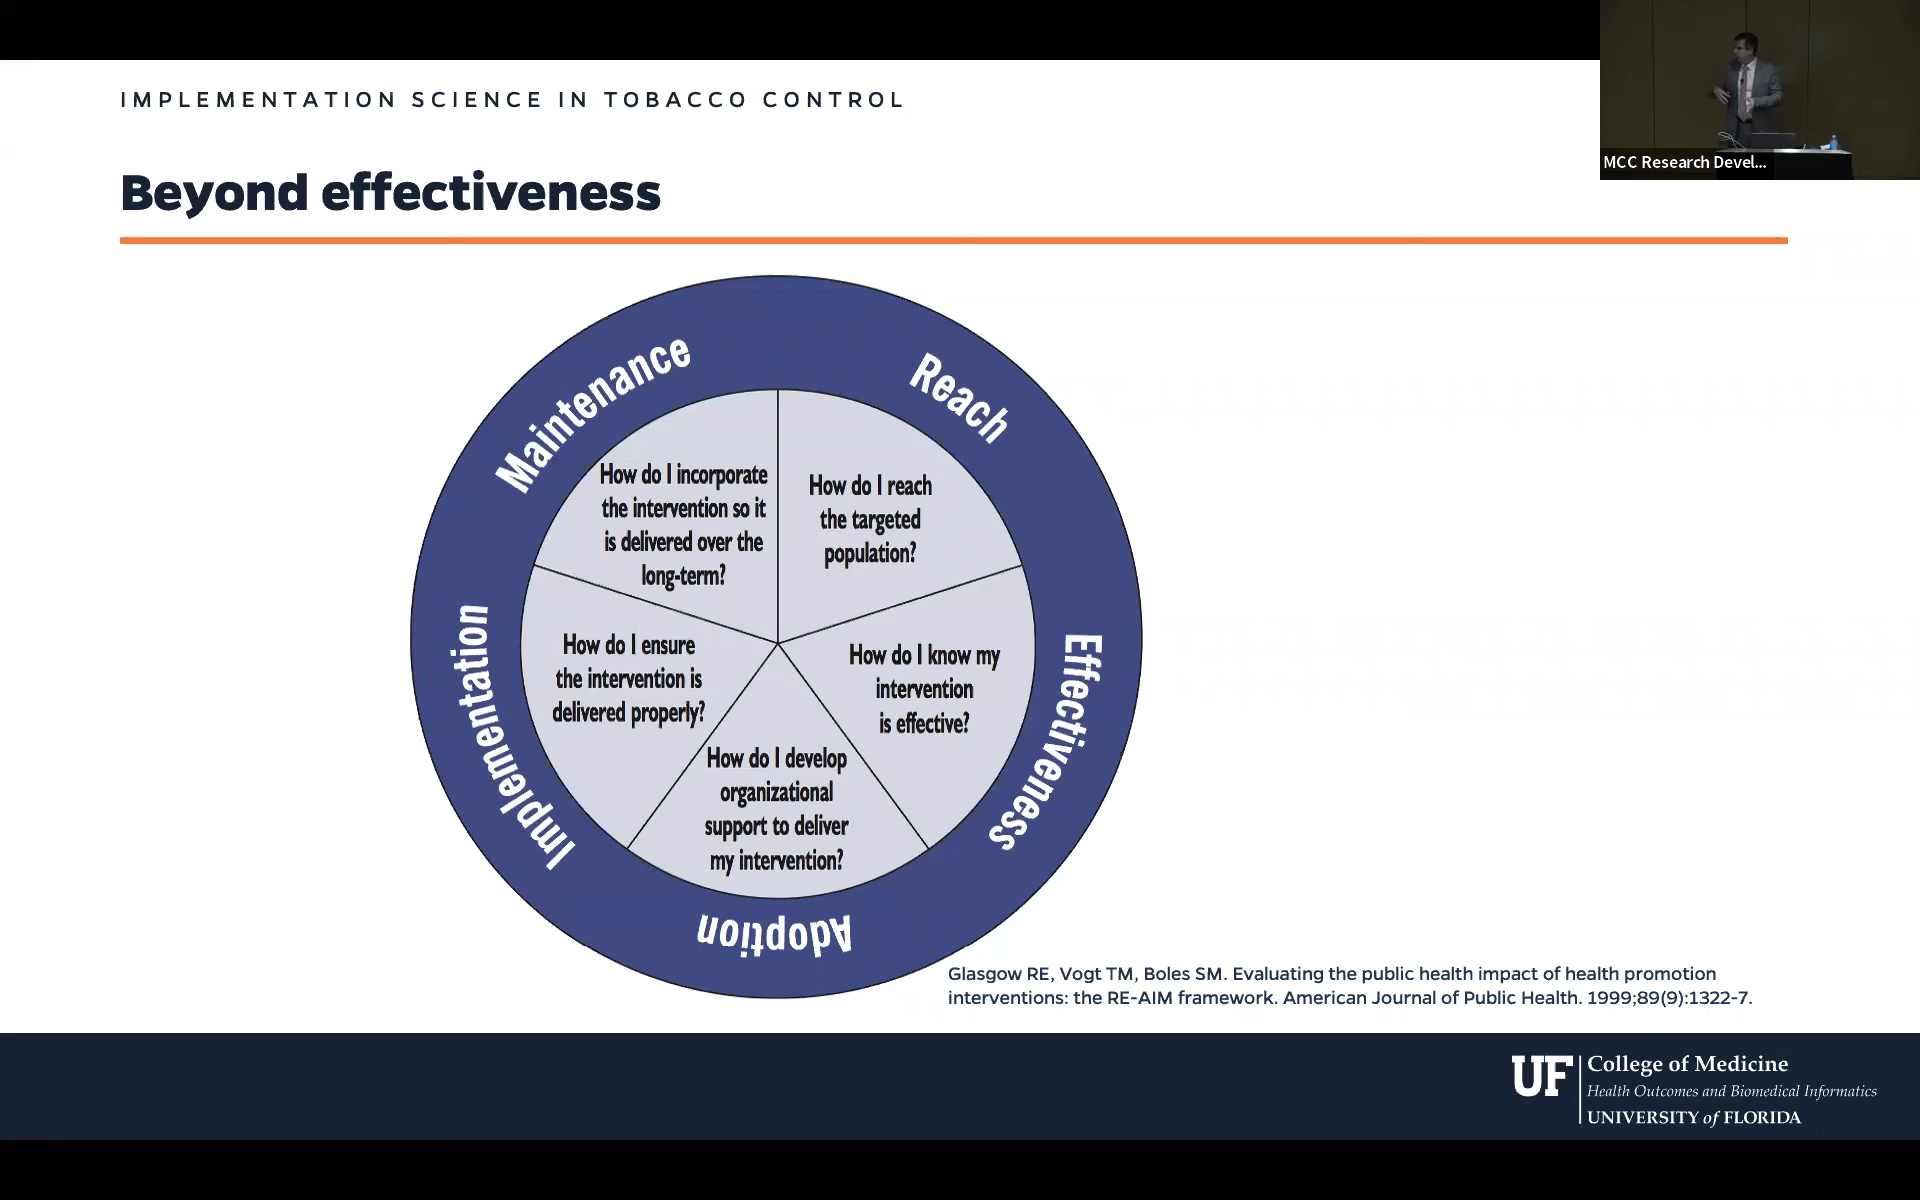 IMPLEMENTATION SCIENCE IN TOBACCO CONTROL
MCC Research Devel...
Beyond effectiveness
Maintenance
Reach
How do I incorporate
the intervention so it
is delivered over the
long-term?
How do I reach
the targeted
population?
Implementation
How do I ensure
the intervention is
delivered properly?
How do I know my
intervention
is effective?
Effectiveness
How do I develop
organizational
support to deliver
my intervention?
Adoption
Glasgow RE, Vogt TM, Boles SM. Evaluating the public health impact of health promotion
interventions: the RE-AIM framework. American Journal of Public Health. 1999;89(9):1322-7.
UF
College of Medicine
Health Outcomes and Biomedical Informatics
UNIVERSITY of FLORIDA